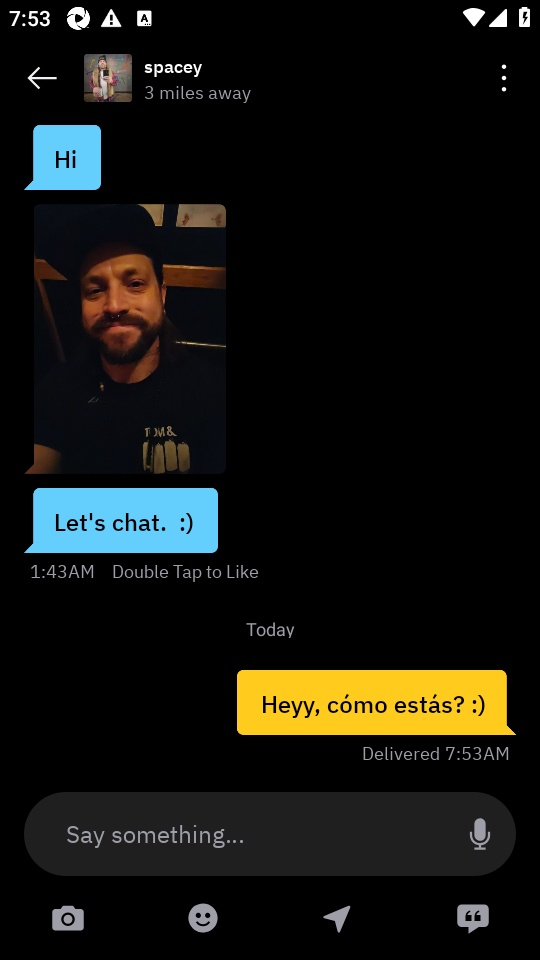 7:53
spacey
3 miles away
Hi
Let's chat.  :)
1:43AM    Double Tap to Like
Today
Heyy, cómo estás? :)
Delivered 7:53AM
Say something...